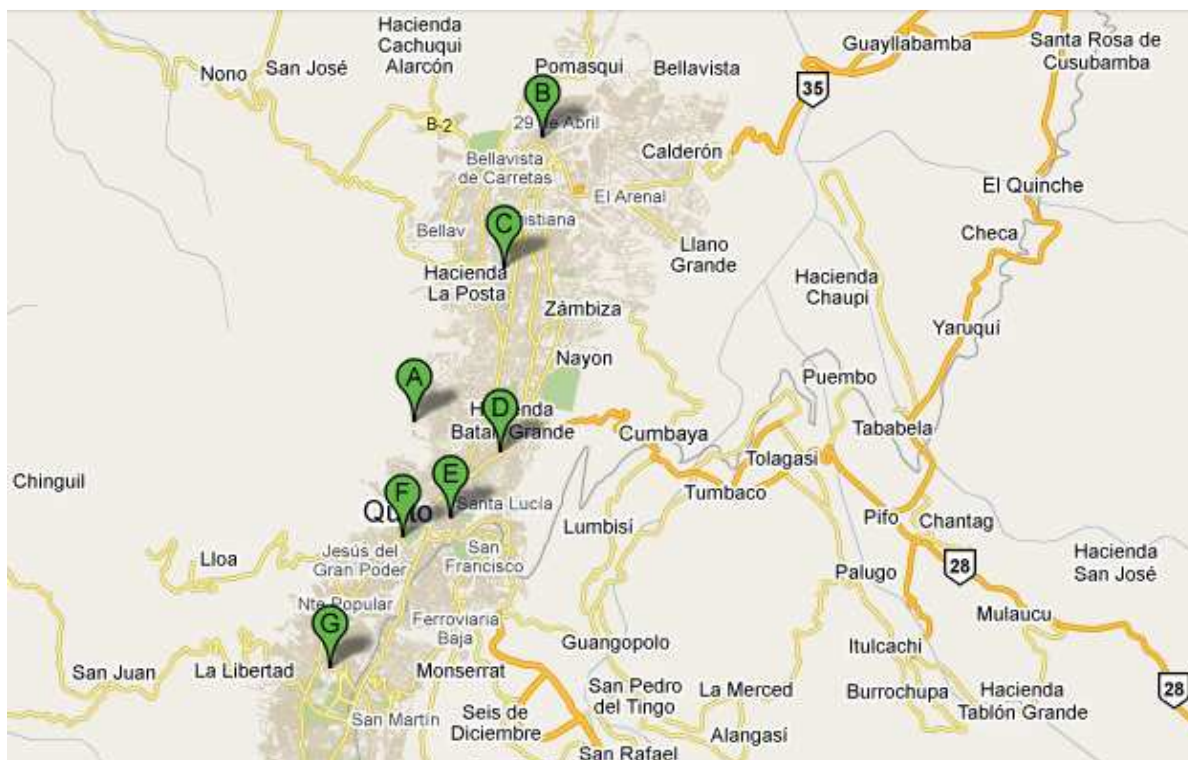 Hacienda
Cachuqui
Alarcón
Guayllabamba
Santa Rosa de
Cusubamba
Nono
San José
Pomasqui
Bellavista
35
B
29 de Abril
B-2
Calderón
Bellavista
de Carretas
El Arenal
El Quinche
C
istiana
Bellav
Checa
Llano
Grande
Hacienda
La Posta
Hacienda
Chaupi
Zámbiza
Yaruquí
Nayon
A
Puembo
D
Batan Grande
Cumbaya
Tababela
Tolagasi
Chinguil
E
F
Santa Lucía
Tumbaco
Pifo
Chantag
Lumbisí
Lloa
Jesús del
Gran Poder
San
Francisco
28
Hacienda
San José
Palugo
Nte Popular
G
Ferroviaria
Baja
Mulaucu
Guangopolo
Itulcachi
San Juan
La Libertad
Monserrat
San Pedro
del Tingo
La Merced
Burrochupa
Hacienda
Tablón Grande
28
San Martín
Seis de
Diciembre
Alangasí
San Rafael